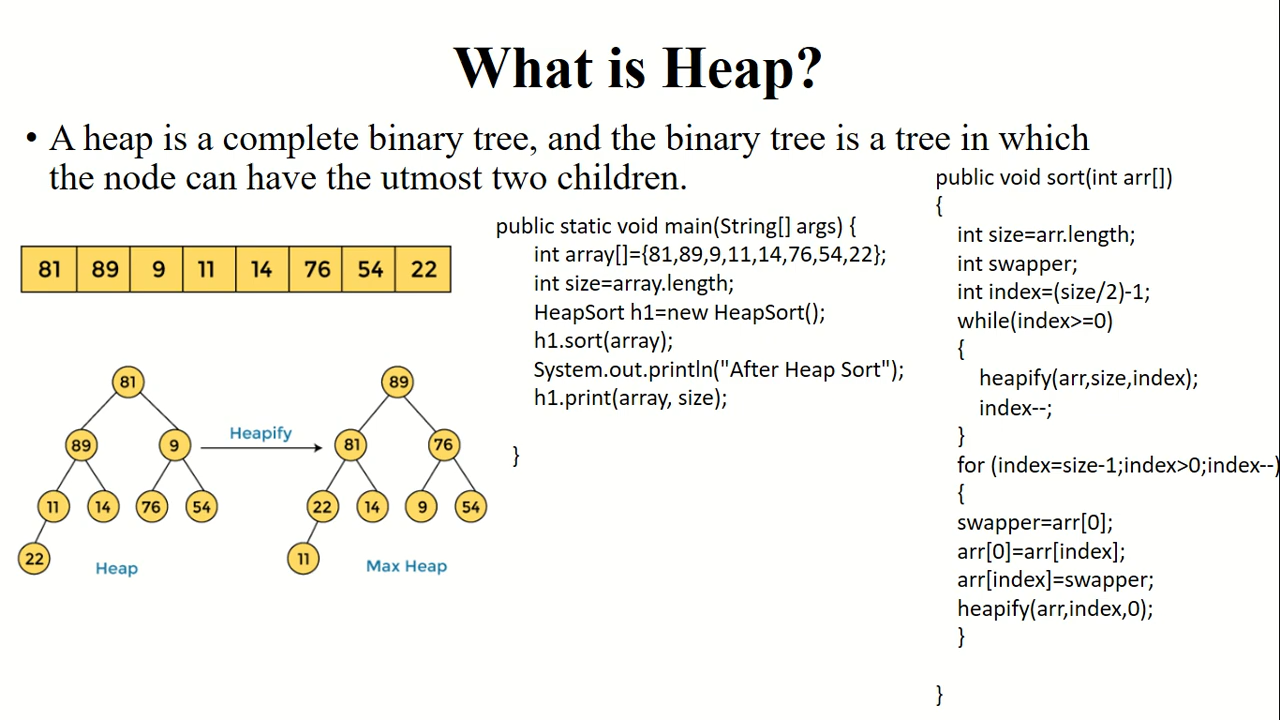 What is Heap?
• A heap is a complete binary tree, and the binary tree is a tree in which
the node can have the utmost two children.
81 89 9 11 14 76 54 22
81
89 9
11 14 76 54
22
Heap
Heapify
89
81 76
22 14 9 54
11
Max Heap
public static void main(String[] args) {
int array[]={81,89,9,11,14,76,54,22};
int size=array.length;
HeapSort h1=new HeapSort();
h1.sort(array);
System.out.println("After Heap Sort");
h1.print(array, size);
}
public void sort(int arr[])
{
int size=arr.length;
int swapper;
int index=(size/2)-1;
while(index>=0)
{
heapify(arr,size,index);
index--;
}
for (index=size-1;index>0;index--)
{
swapper=arr[0];
arr[0]=arr[index];
arr[index]=swapper;
heapify(arr,index,0);
}
}